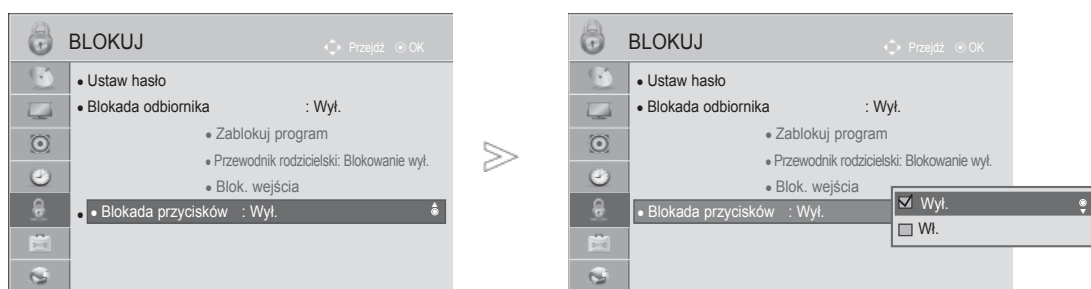 BLOKUJ
Przejdź OK
• Ustaw hasło
• Blokada odbiornika : Wył.
• Zablokuj program
• Przewodnik rodzicielski: Blokowanie wył.
• Blok. wejścia
• • Blokada przycisków : Wył.
BLOKUJ
Przejdź OK
• Ustaw hasło
• Blokada odbiornika : Wył.
• Zablokuj program
• Przewodnik rodzicielski: Blokowanie wył.
• Blok. wejścia
• Blokada przycisków : Wył.
Wył.
Wł.